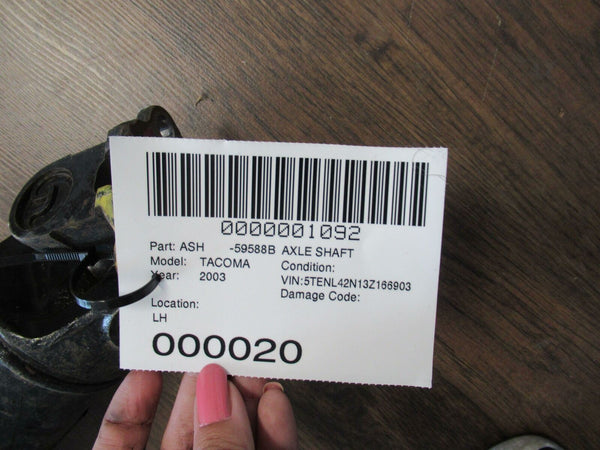 0000001092
Part: ASH -59588B AXLE SHAFT
Model: TACOMA Condition:
Year: 2003 VIN:5TENL42N13Z166903
Damage Code:
Location:
LH
000020